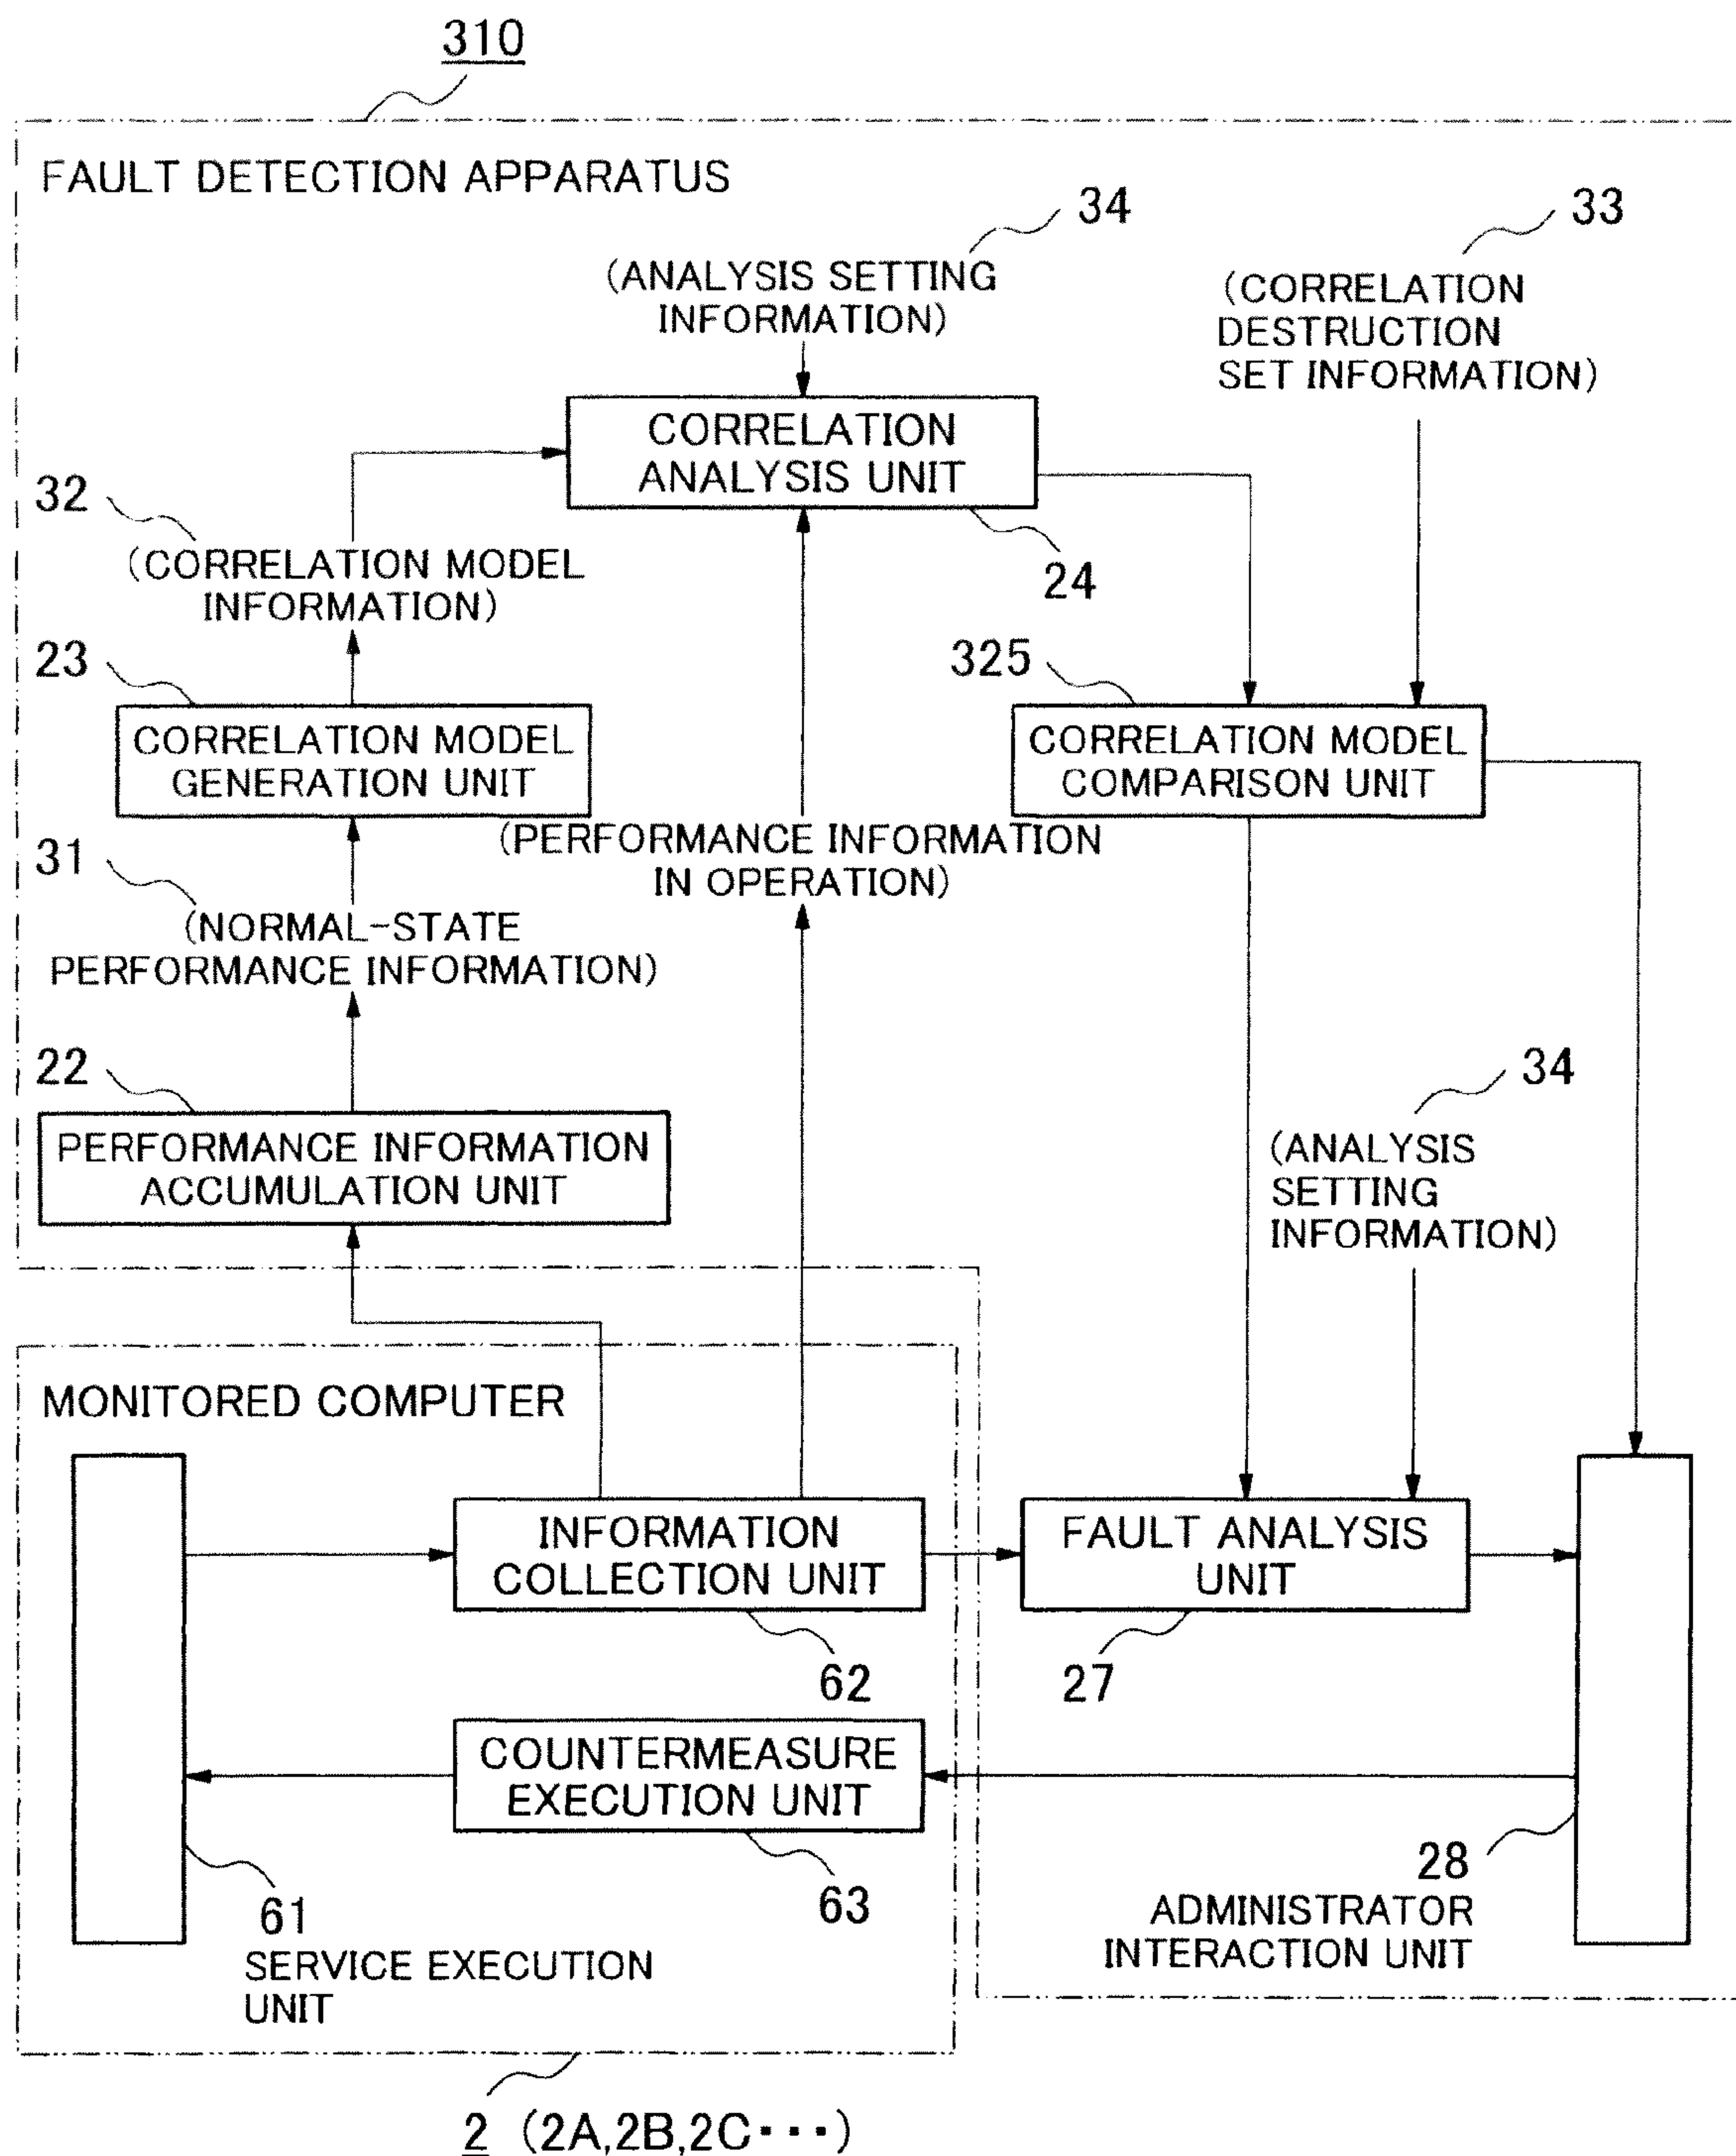 310
FAULT DETECTION APPARATUS
34
33
(ANALYSIS SETTING
INFORMATION)
(CORRELATION
DESTRUCTION
SET INFORMATION)
CORRELATION
ANALYSIS UNIT
24
32
(CORRELATION MODEL
INFORMATION)
23
CORRELATION MODEL
GENERATION UNIT
325
CORRELATION MODEL
COMPARISON UNIT
31
(NORMAL-STATE
PERFORMANCE INFORMATION)
(PERFORMANCE INFORMATION
IN OPERATION)
22
PERFORMANCE INFORMATION
ACCUMULATION UNIT
34
(ANALYSIS
SETTING
INFORMATION)
MONITORED COMPUTER
INFORMATION
COLLECTION UNIT
62
FAULT ANALYSIS
UNIT
27
COUNTERMEASURE
EXECUTION UNIT
63
61
SERVICE EXECUTION
UNIT
28
ADMINISTRATOR
INTERACTION UNIT
2 (2A,2B,2C･･･)